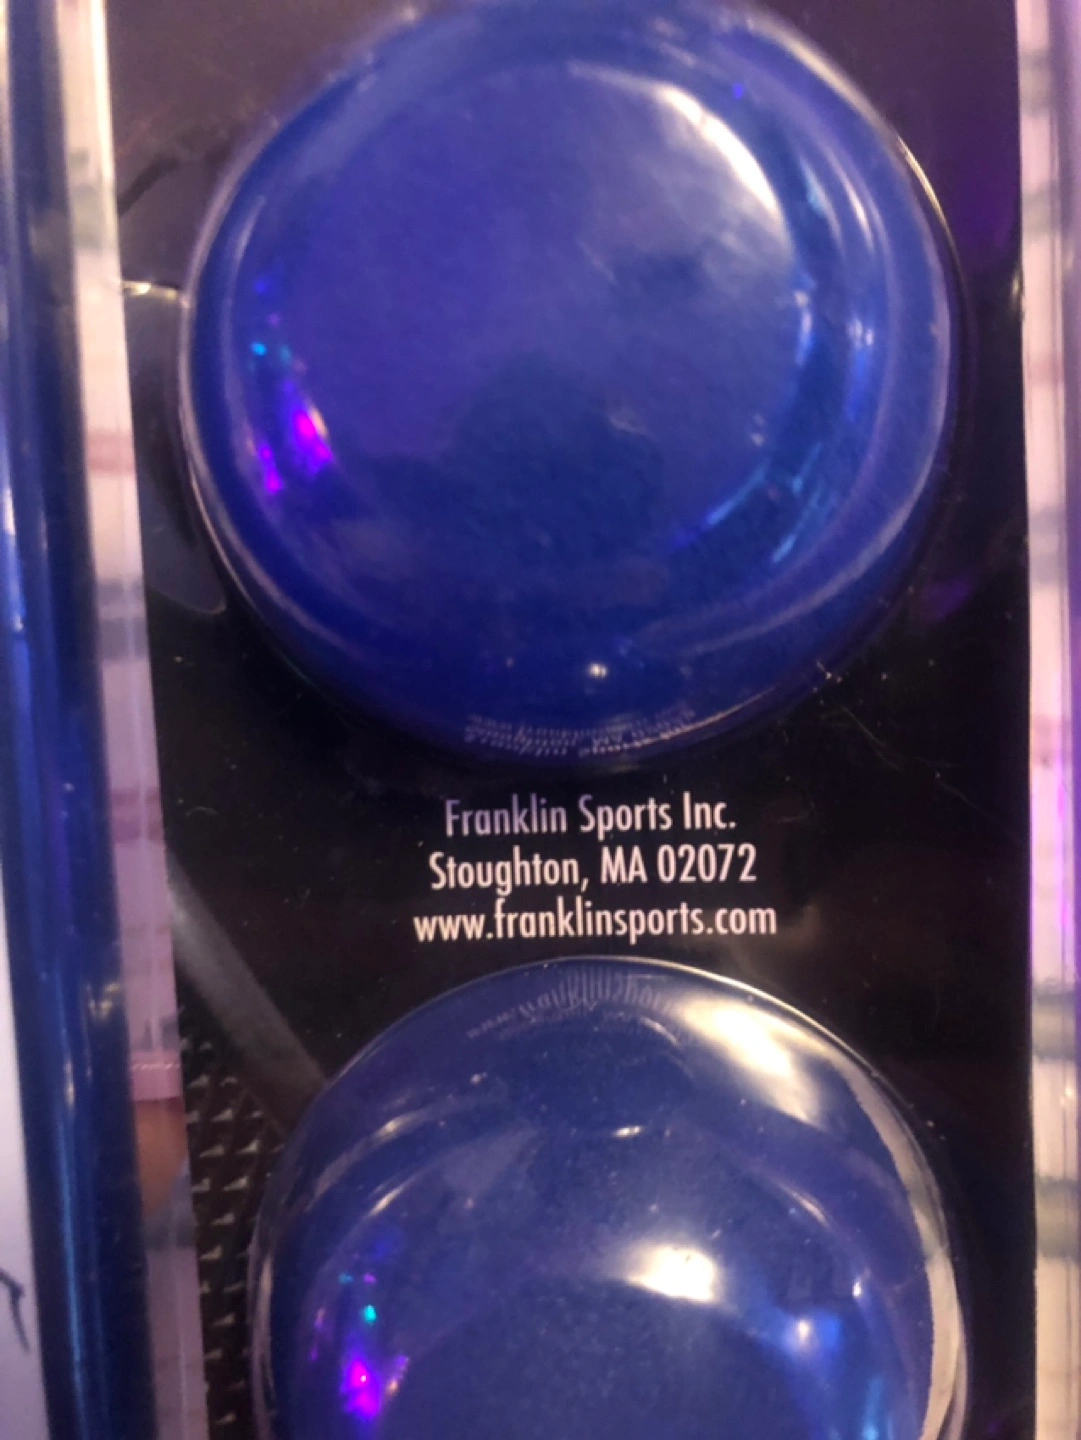 Franklin Sports Inc.
Stoughton, MA 02072
www.franklinsports.com